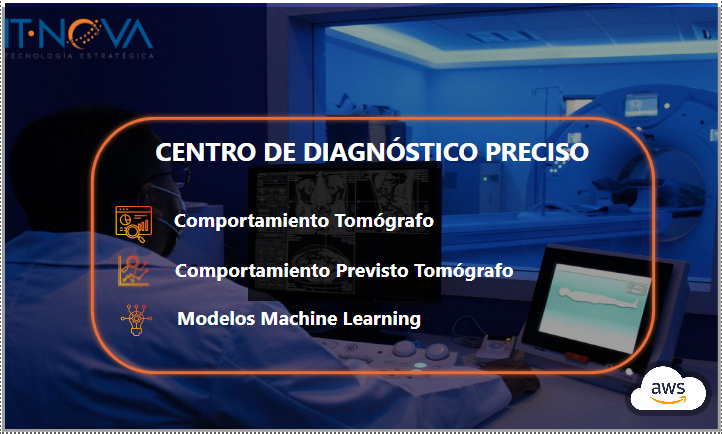 IT·NOVA
TECNOLOGÍA ESTRATÉGICA
CENTRO DE DIAGNÓSTICO PRECISO
Comportamiento Tomógrafo
Comportamiento Previsto Tomógrafo
Modelos Machine Learning
aws